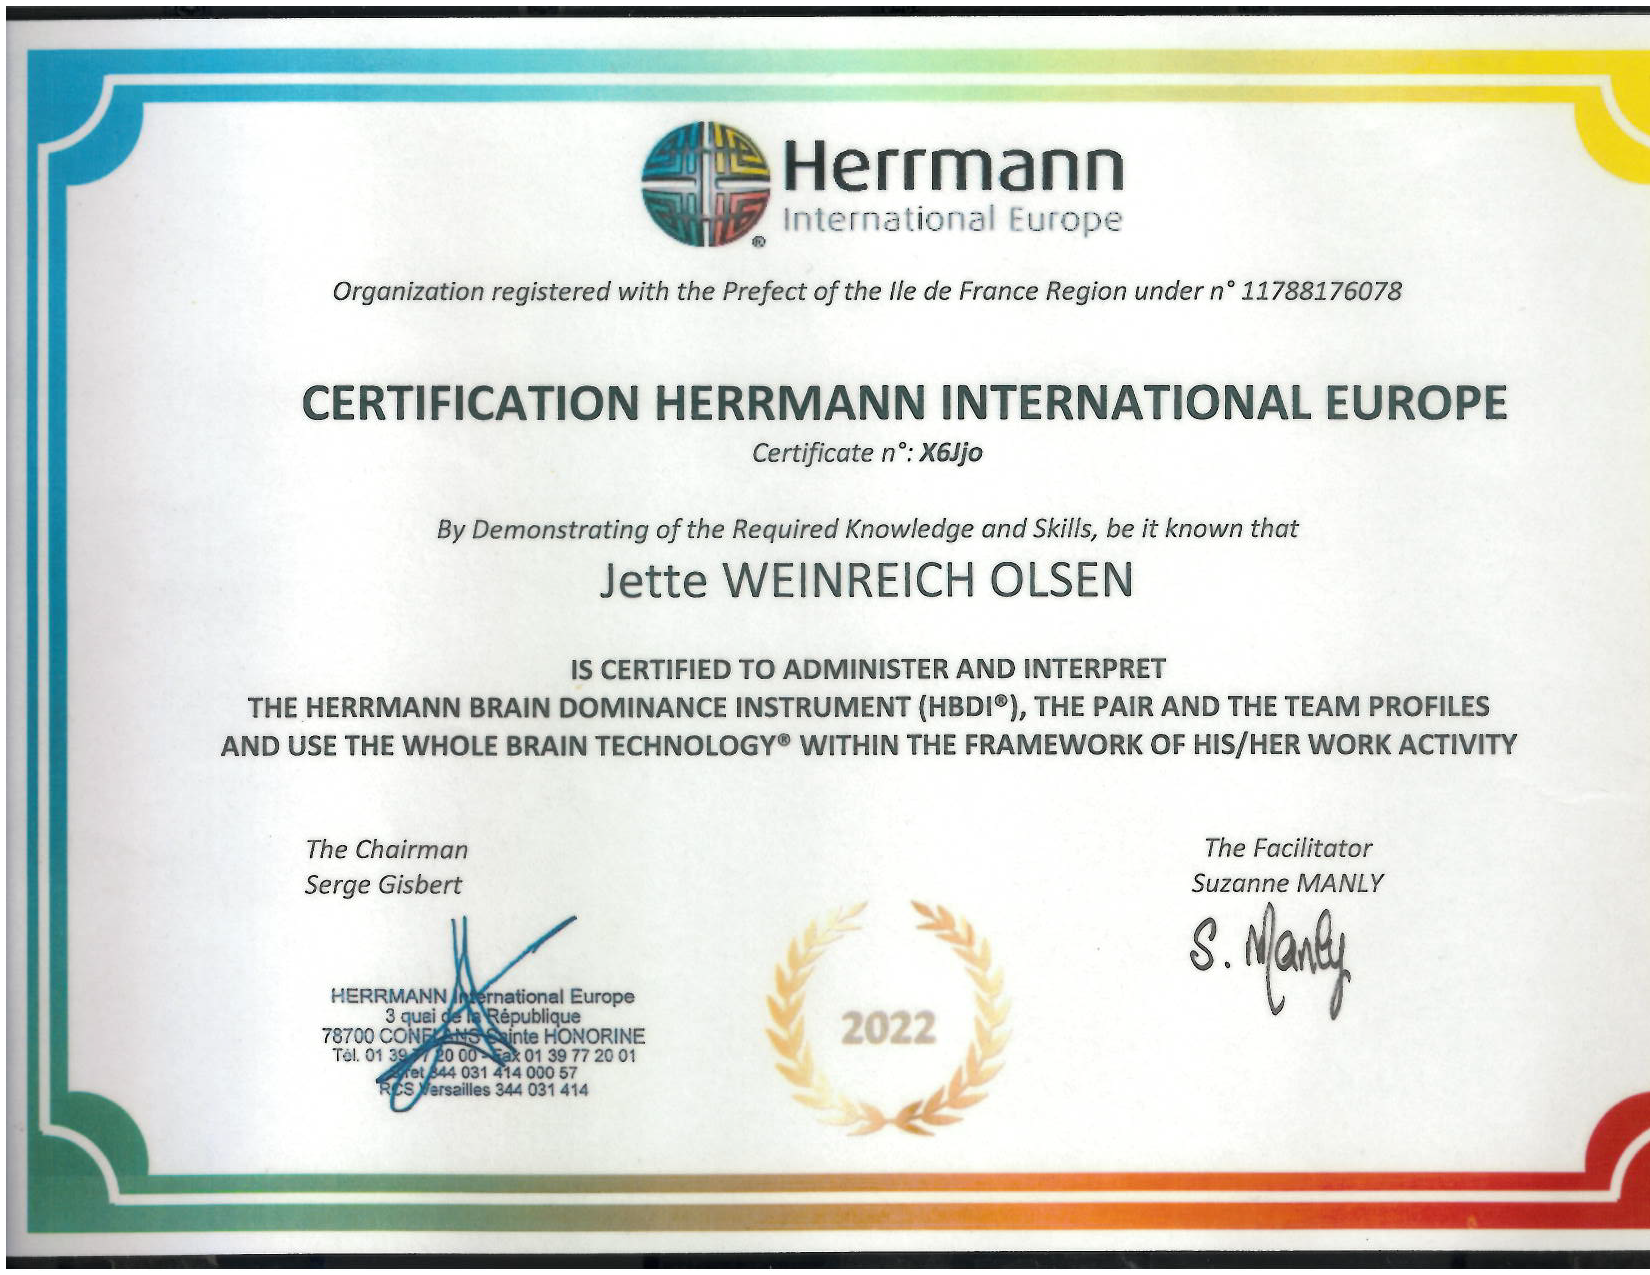 Herrmann
International Europe
®
Organization registered with the Prefect of the Ile de France Region under n° 11788176078
CERTIFICATION HERRMANN INTERNATIONAL EUROPE
Certificate n°: X6Jjo
By Demonstrating of the Required Knowledge and Skills, be it known that
Jette WEINREICH OLSEN
IS CERTIFIED TO ADMINISTER AND INTERPRET
THE HERRMANN BRAIN DOMINANCE INSTRUMENT (HBDI®), THE PAIR AND THE TEAM PROFILES
AND USE THE WHOLE BRAIN TECHNOLOGY® WITHIN THE FRAMEWORK OF HIS/HER WORK ACTIVITY
The Chairman
Serge Gisbert
The Facilitator
Suzanne MANLY
S. Manly
HERRMANN International Europe
3 quai de la République
78700 CONFLANS Sainte HONORINE
Tél. 01 39 77 20 00 - Fax 01 39 77 20 01
Siret 344 031 414 000 57
RCS Versailles 344 031 414
2022